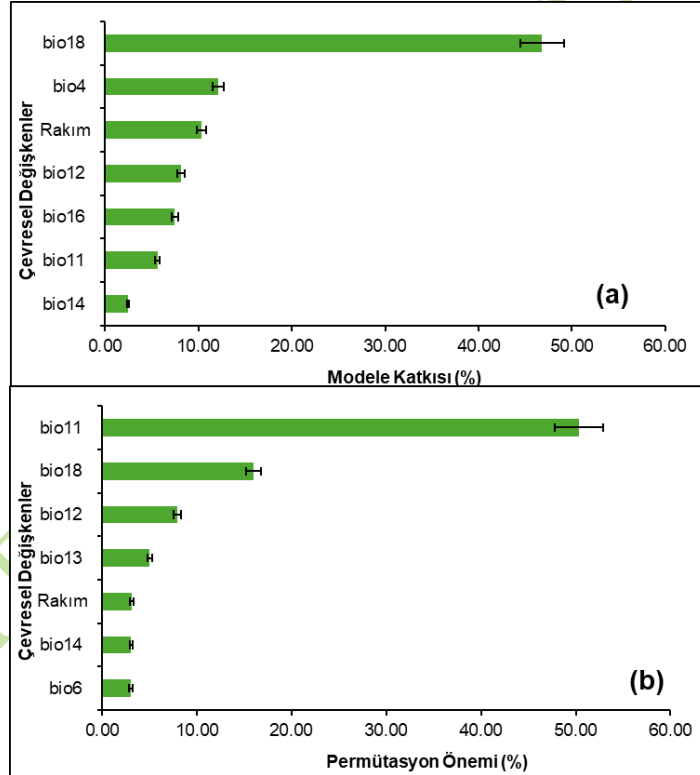 bio18
bio4
Rakım
bio12
bio16
bio11
bio14
Çevresel Değişkenler
(a)
0.00 10.00 20.00 30.00 40.00 50.00 60.00
Modele Katkısı (%)
bio11
bio18
bio12
bio13
Rakım
bio14
bio6
Çevresel Değişkenler
(b)
0.00 10.00 20.00 30.00 40.00 50.00 60.00
Permütasyon Önemi (%)